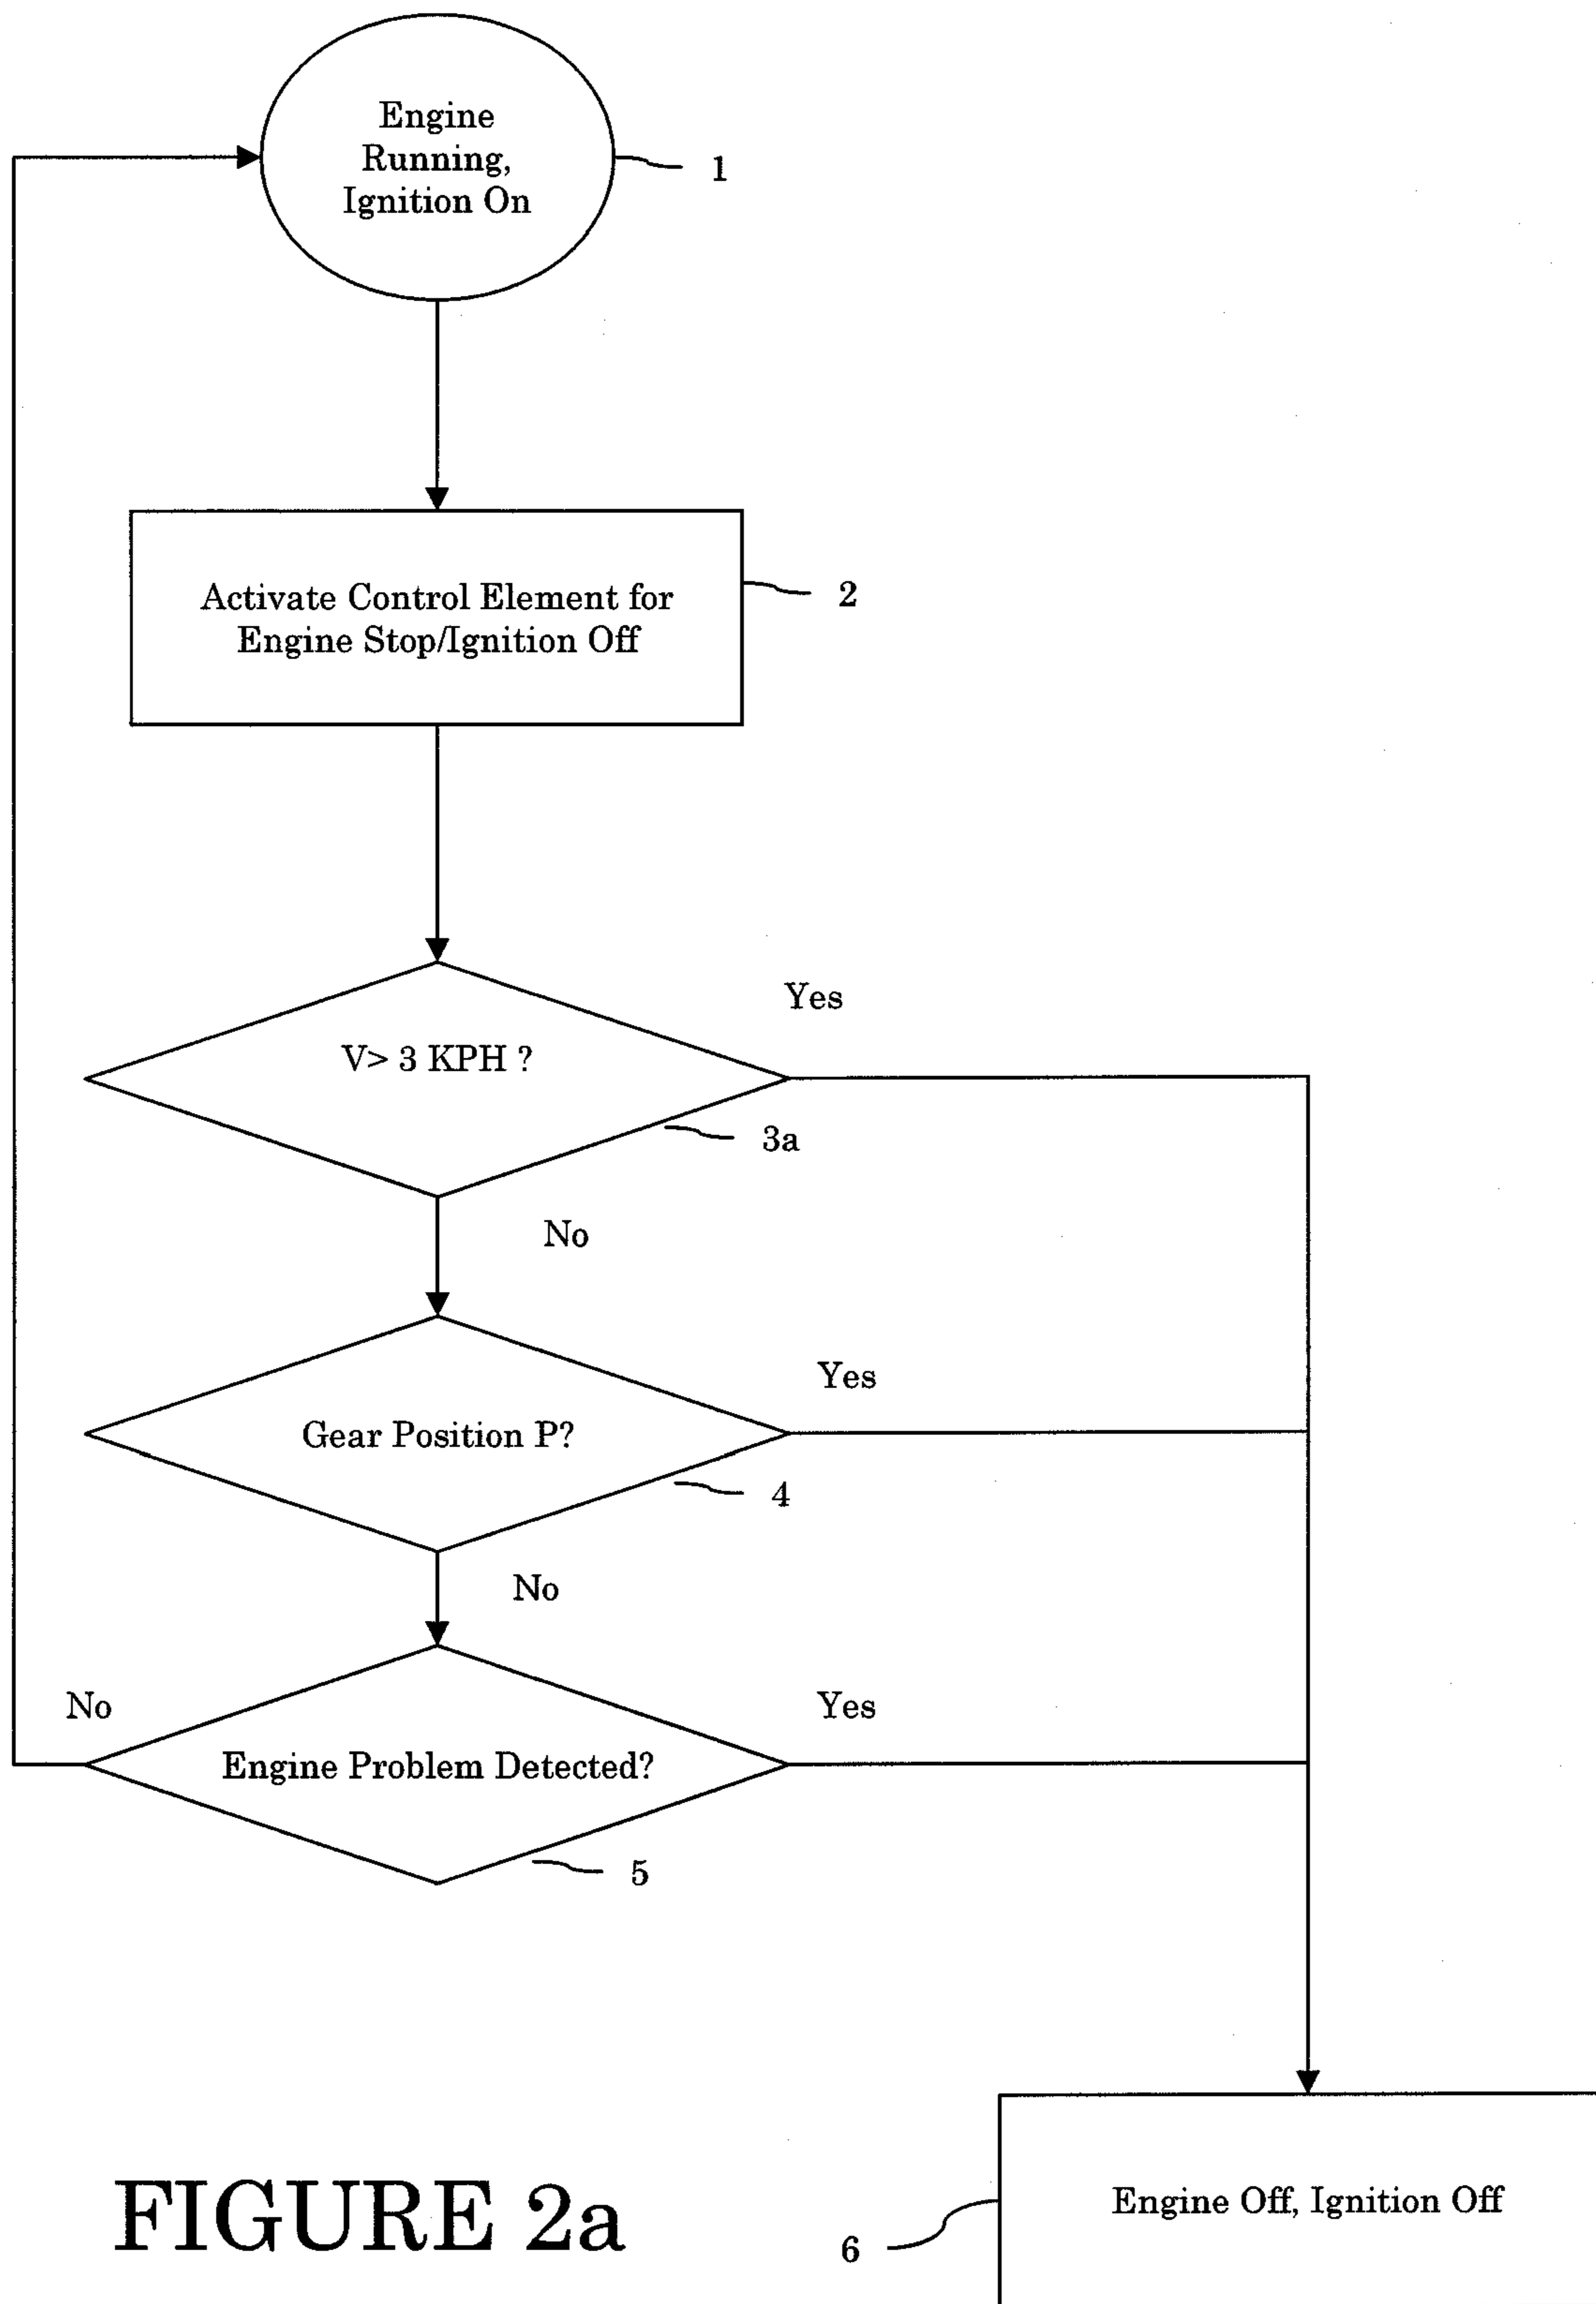 Engine
Running,
Ignition On
1
Activate Control Element for
Engine Stop/Ignition Off
2
Yes
V> 3 KPH ?
3a
No
Yes
Gear Position P?
4
No
No
Yes
Engine Problem Detected?
5
Engine Off, Ignition Off
6
FIGURE 2a